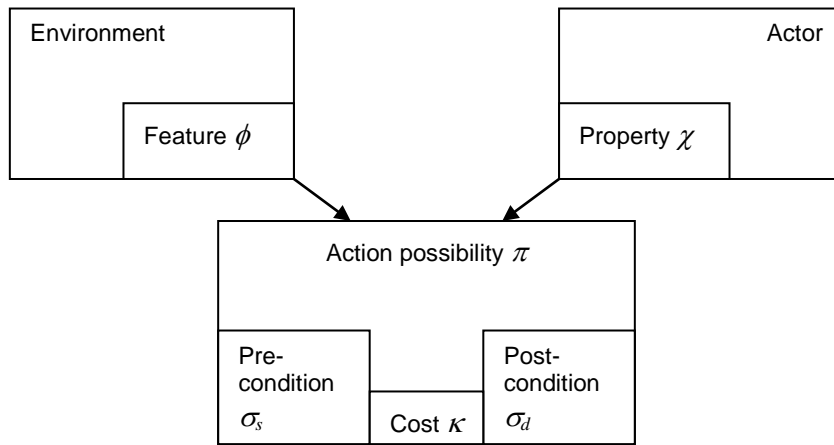 Environment
Actor
Feature ϕ
Property χ
Action possibility π
Pre-
condition
σs
Cost κ
Post-
condition
σd